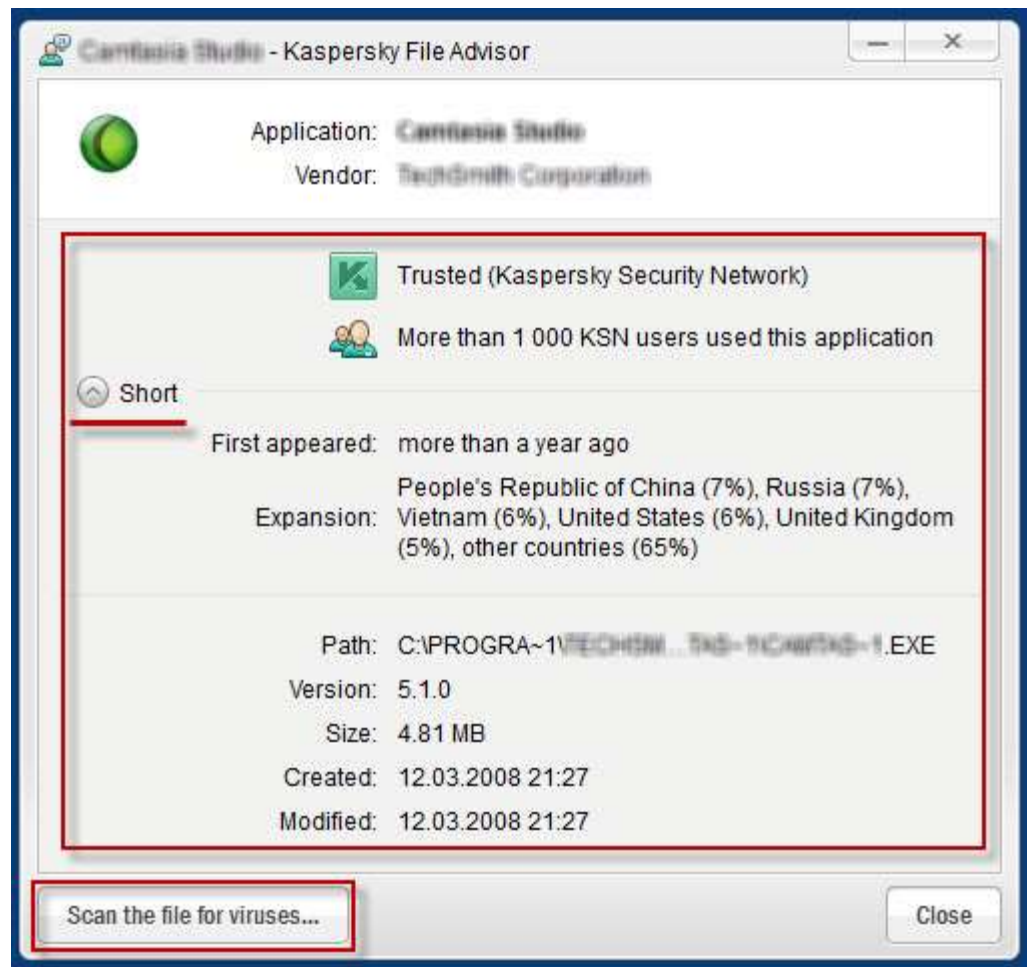 - Kaspersky File Advisor
Application:
Vendor:
Trusted (Kaspersky Security Network)
More than 1 000 KSN users used this application
Short
First appeared: more than a year ago
Expansion: People's Republic of China (7%), Russia (7%),
Vietnam (6%), United States (6%), United Kingdom
(5%), other countries (65%)
Path: C:\PROGRA~1\ .EXE
Version: 5.1.0
Size: 4.81 MB
Created: 12.03.2008 21:27
Modified: 12.03.2008 21:27
Scan the file for viruses...
Close